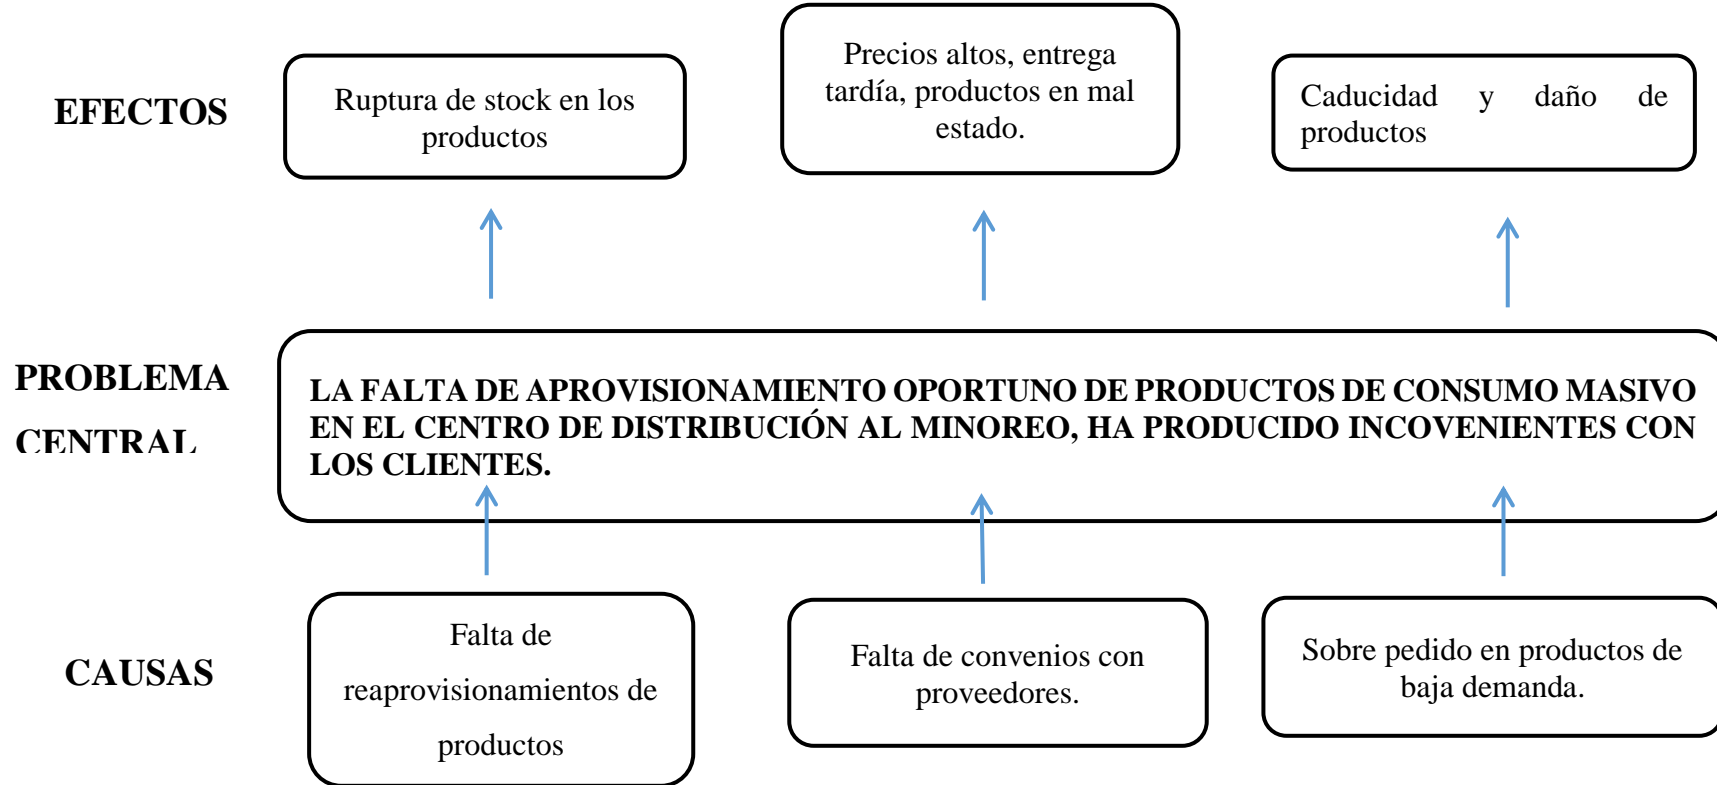 EFECTOS
Ruptura de stock en los
productos
Precios altos, entrega
tardía, productos en mal
estado.
Caducidad y daño de
productos
PROBLEMA
CENTRAL
LA FALTA DE APROVISIONAMIENTO OPORTUNO DE PRODUCTOS DE CONSUMO MASIVO
EN EL CENTRO DE DISTRIBUCIÓN AL MINOREO, HA PRODUCIDO INCOVENIENTES CON
LOS CLIENTES.
CAUSAS
Falta de
reaprovisionamientos de
productos
Falta de convenios con
proveedores.
Sobre pedido en productos de
baja demanda.